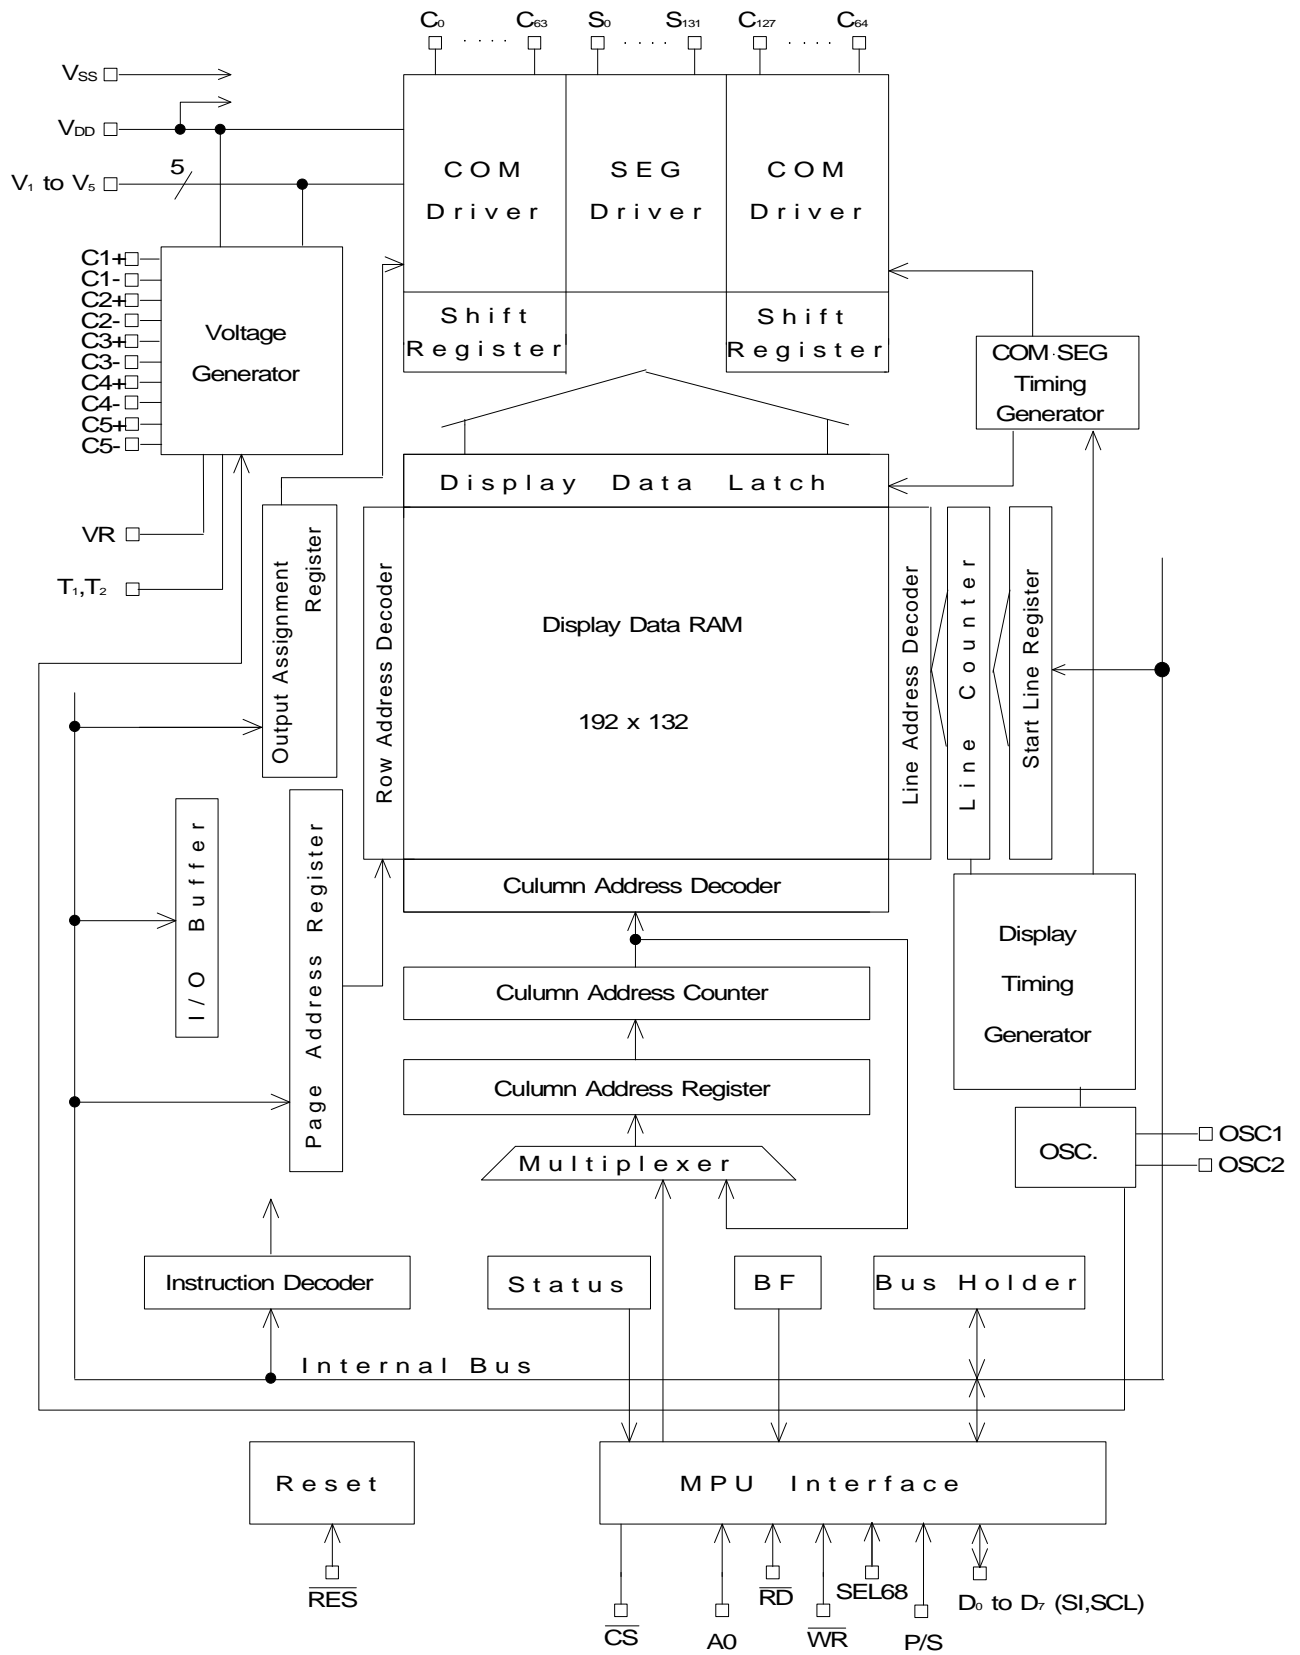 C₀ ···· C₆₃ S₀ ···· S₁₃₁ C₁₂₇ ···· C₆₄
VSS
VDD
V₁ to V₅
5
COM
Driver
SEG
Driver
COM
Driver
Shift
Register
Shift
Register
C1+
C1-
C2+
C2-
C3+
C3-
C4+
C4-
C5+
C5-
Voltage
Generator
COM·SEG
Timing
Generator
VR
T₁,T₂
Display Data Latch
Output Assignment
Register
Row Address Decoder
Display Data RAM
192 x 132
Line Address Decoder
Line Counter
Start Line Register
I/O Buffer
Page Address Register
Culumn Address Decoder
Culumn Address Counter
Culumn Address Register
Multiplexer
Display
Timing
Generator
OSC.
OSC1
OSC2
Instruction Decoder
Status
BF
Bus Holder
Internal Bus
Reset
MPU Interface
R̅E̅S̅
C̅S̅
A0
R̅D̅
W̅R̅
SEL68
P/S
D₀ to D₇ (SI,SCL)